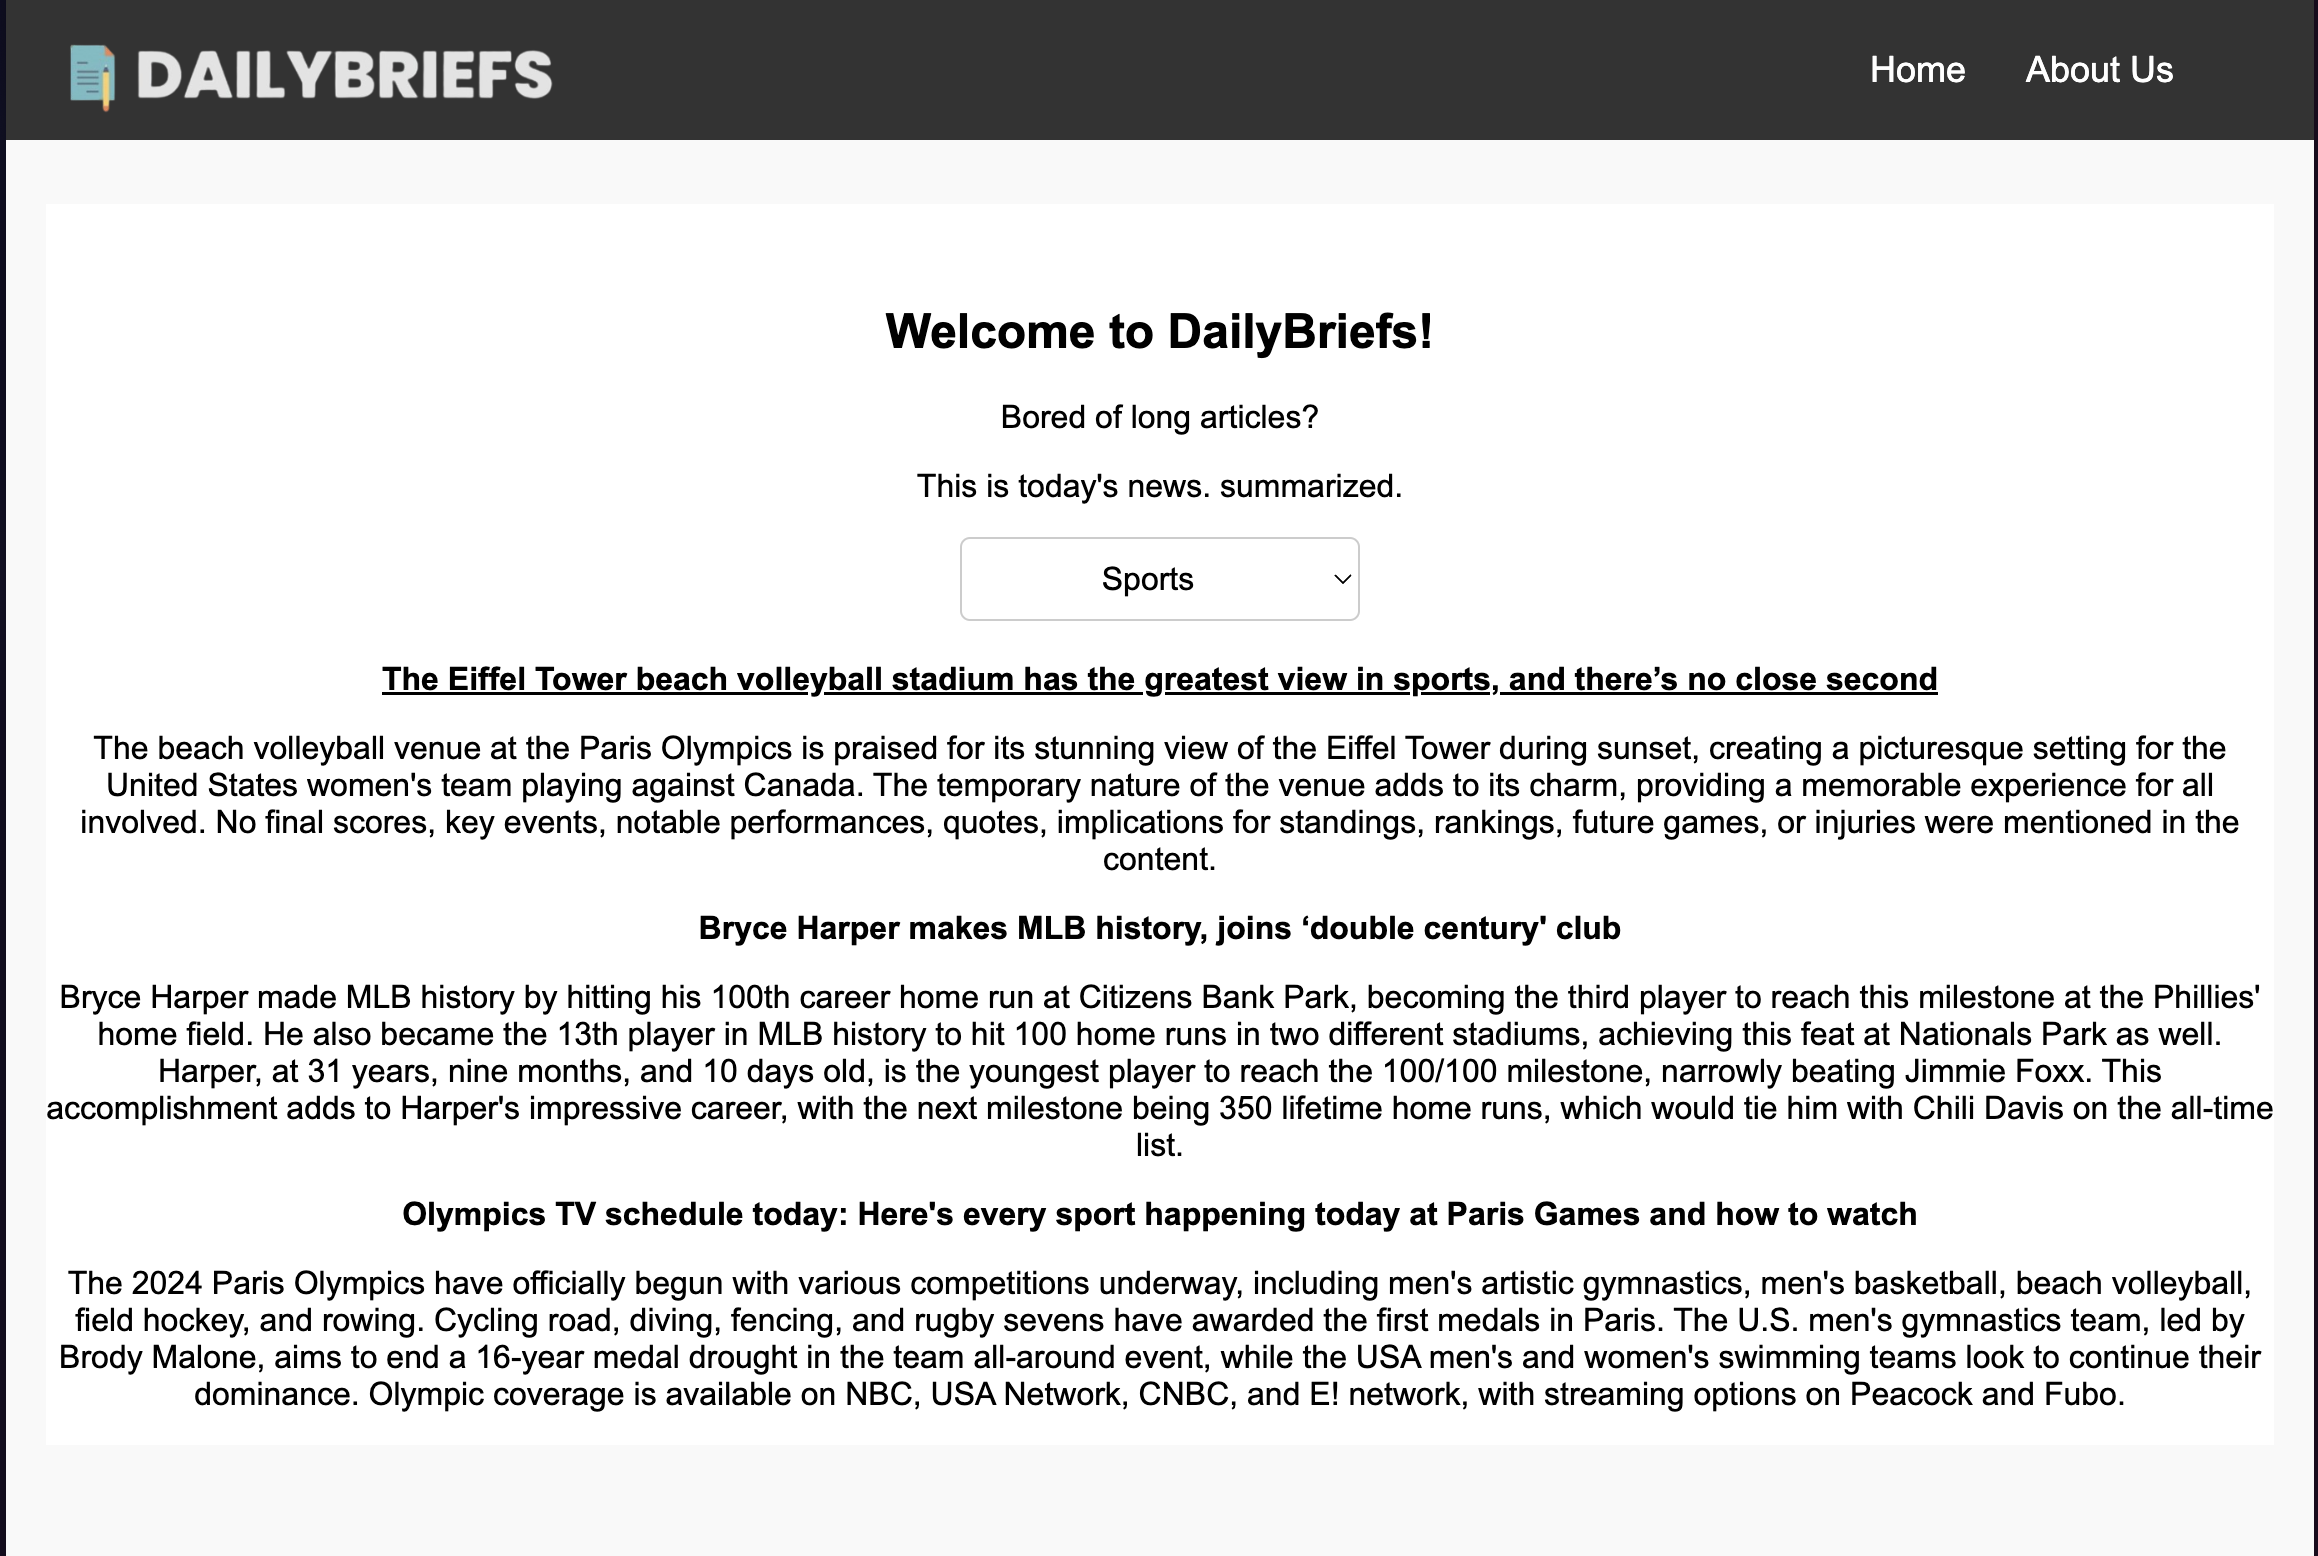 DAILYBRIEFS
Home
About Us
Welcome to DailyBriefs!
Bored of long articles?
This is today's news. summarized.
Sports
The Eiffel Tower beach volleyball stadium has the greatest view in sports, and there’s no close second
The beach volleyball venue at the Paris Olympics is praised for its stunning view of the Eiffel Tower during sunset, creating a picturesque setting for the
United States women's team playing against Canada. The temporary nature of the venue adds to its charm, providing a memorable experience for all
involved. No final scores, key events, notable performances, quotes, implications for standings, rankings, future games, or injuries were mentioned in the
content.
Bryce Harper makes MLB history, joins ‘double century' club
Bryce Harper made MLB history by hitting his 100th career home run at Citizens Bank Park, becoming the third player to reach this milestone at the Phillies'
home field. He also became the 13th player in MLB history to hit 100 home runs in two different stadiums, achieving this feat at Nationals Park as well.
Harper, at 31 years, nine months, and 10 days old, is the youngest player to reach the 100/100 milestone, narrowly beating Jimmie Foxx. This
accomplishment adds to Harper's impressive career, with the next milestone being 350 lifetime home runs, which would tie him with Chili Davis on the all-time
list.
Olympics TV schedule today: Here's every sport happening today at Paris Games and how to watch
The 2024 Paris Olympics have officially begun with various competitions underway, including men's artistic gymnastics, men's basketball, beach volleyball,
field hockey, and rowing. Cycling road, diving, fencing, and rugby sevens have awarded the first medals in Paris. The U.S. men's gymnastics team, led by
Brody Malone, aims to end a 16-year medal drought in the team all-around event, while the USA men's and women's swimming teams look to continue their
dominance. Olympic coverage is available on NBC, USA Network, CNBC, and E! network, with streaming options on Peacock and Fubo.